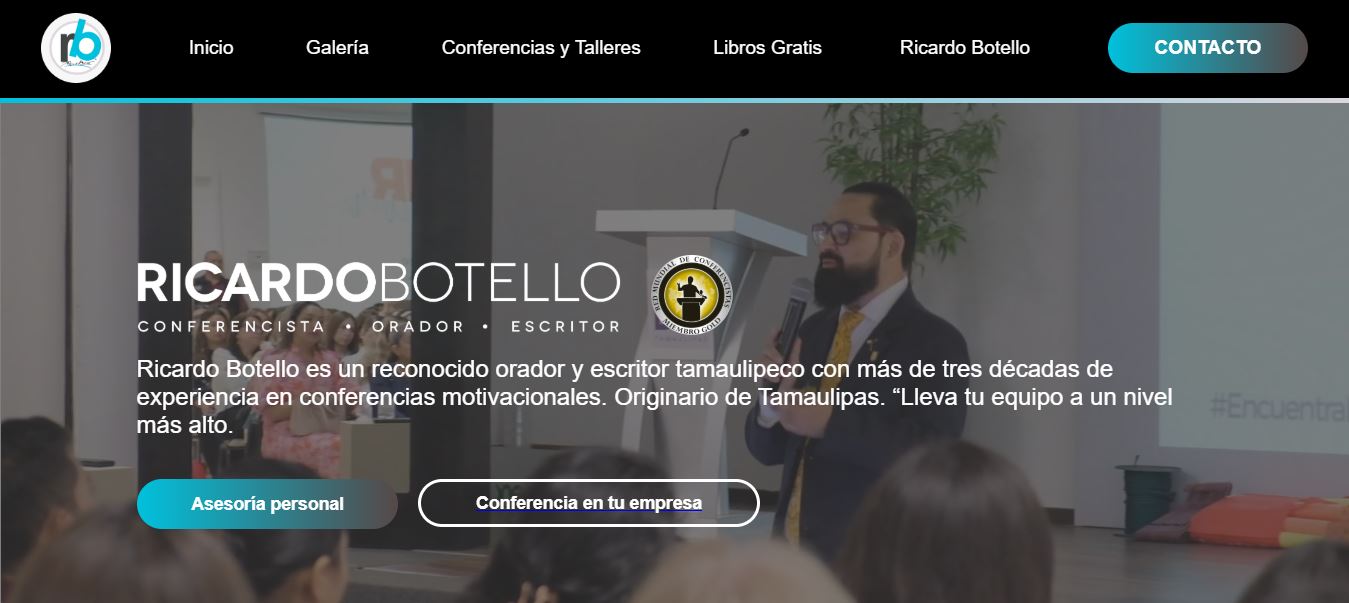 rb
Inicio
Galería
Conferencias y Talleres
Libros Gratis
Ricardo Botello
CONTACTO
RICARDOBOTELLO
CONFERENCISTA • ORADOR • ESCRITOR
RED MUNDIAL DE CONFERENCISTAS
MIEMBRO GOLD
TAMAULIPAS
Ricardo Botello es un reconocido orador y escritor tamaulipeco con más de tres décadas de
experiencia en conferencias motivacionales. Originario de Tamaulipas. “Lleva tu equipo a un nivel
más alto.
#Encuentra
Asesoría personal
Conferencia en tu empresa